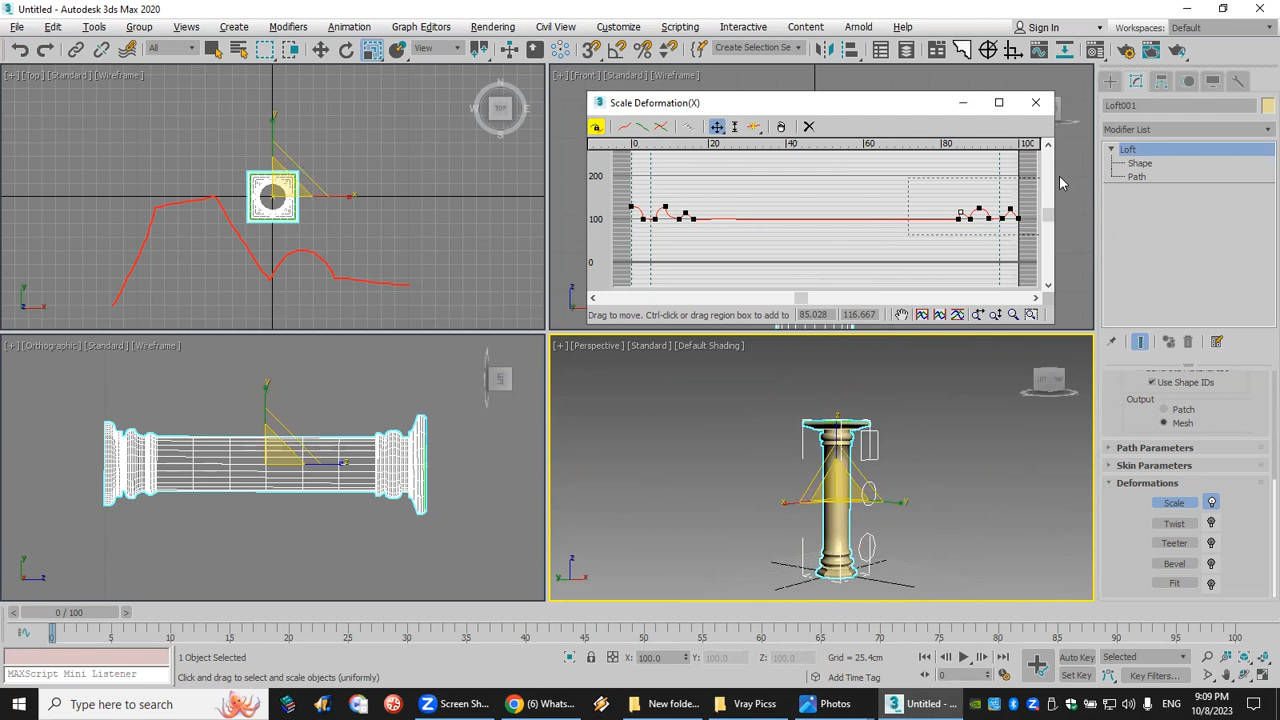 Untitled - Autodesk 3ds Max 2020
File Edit Tools Group Views Create Modifiers Animation Graph Editors Rendering Civil View Customize Scripting Interactive Content Arnold Help Sign In Workspaces: Default
All View Create Selection Se
[+] [Top] [Standard] [Wireframe]
[+] [Front] [Standard] [Wireframe]
N
W
TOP
S
3 Scale Deformation(X)
0 20 40 60 80 100
200
100
0
Drag to move. Ctrl-click or drag region box to add to 85.028 116.667
Loft001
Modifier List
Loft
Shape
Path
Use Shape IDs
Output
Patch
Mesh
+ Path Parameters
+ Skin Parameters
- Deformations
Scale
Twist
Teeter
Bevel
Fit
[+] [Orthographic] [Standard] [Wireframe]
[+] [Perspective] [Standard] [Default Shading]
0 / 100
0 5 10 15 20 25 30 35 40 45 50 55 60 65 70 75 80 85 90 95 100
1 Object Selected X: 100.0 Y: 100.0 Z: 100.0 Grid = 25.4cm Auto Key Selected
MAXScript Mini Listener Click and drag to select and scale objects (uniformly) Add Time Tag 0 Set Key Key Filters...
Type here to search Screen Sh... (6) Whats... New folde... Vray Picss Photos Untitled - ... 9:09 PM
10/8/2023